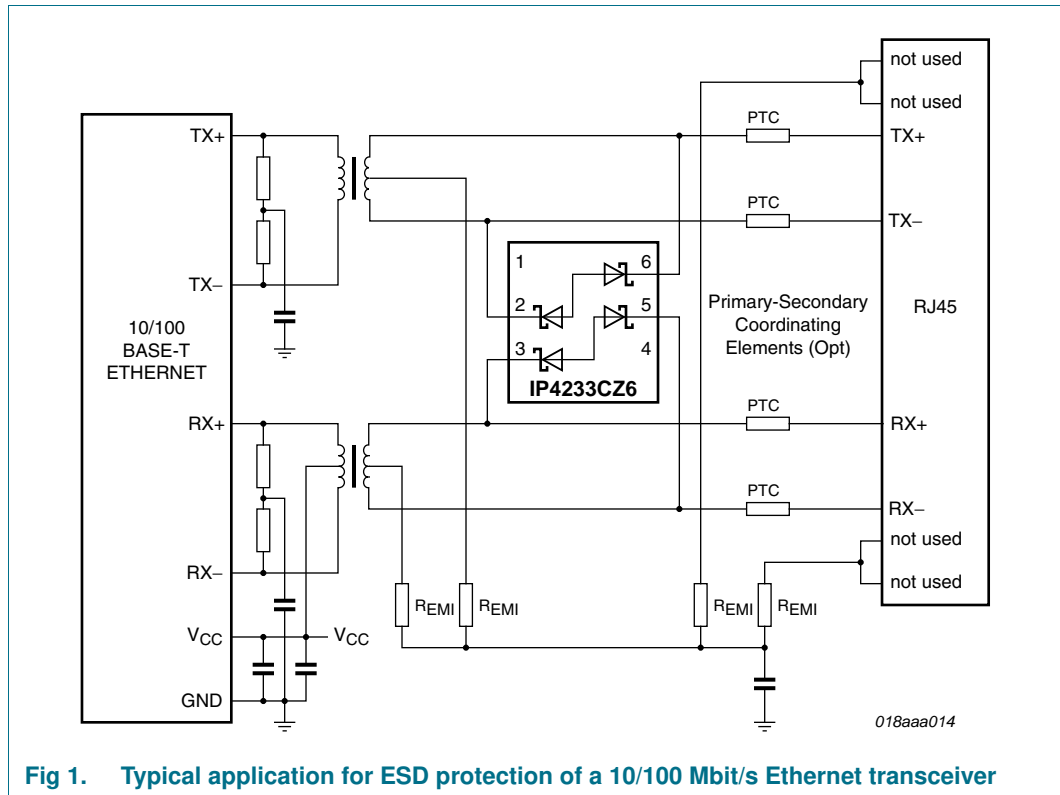 not used
not used
PTC
TX+
TX+
PTC
TX−
1
6
2
5
3
4
IP4233CZ6
Primary-Secondary
Coordinating
Elements (Opt)
RJ45
TX−
10/100
BASE-T
ETHERNET
PTC
RX+
RX+
PTC
RX−
not used
not used
RX−
REMI
REMI
REMI
REMI
VCC
VCC
GND
018aaa014
Fig 1. Typical application for ESD protection of a 10/100 Mbit/s Ethernet transceiver